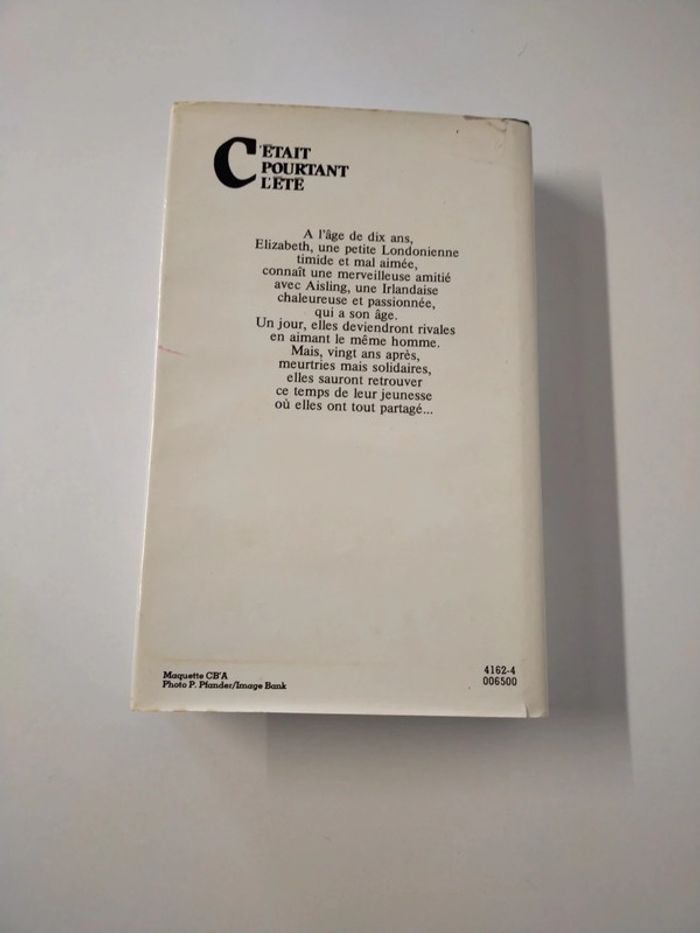 C'ÉTAIT
POURTANT
L'ÉTÉ
A l'âge de dix ans,
Elizabeth, une petite Londonienne
timide et mal aimée,
connaît une merveilleuse amitié
avec Aisling, une Irlandaise
chaleureuse et passionnée,
qui a son âge.
Un jour, elles deviendront rivales
en aimant le même homme.
Mais, vingt ans après,
meurtries mais solidaires,
elles sauront retrouver
ce temps de leur jeunesse
où elles ont tout partagé...
Maquette CB'A
Photo P. Pfander/Image Bank
4162-4
006500